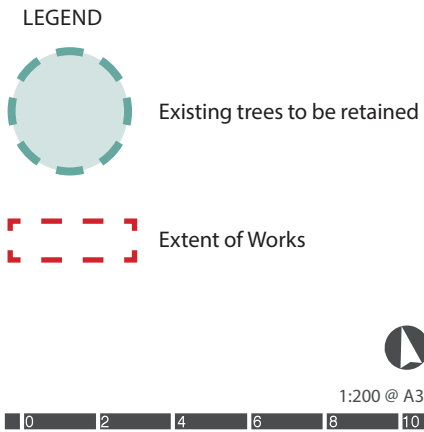 LEGEND
Existing trees to be retained
Extent of Works
1:200 @ A3
0 2 4 6 8 10